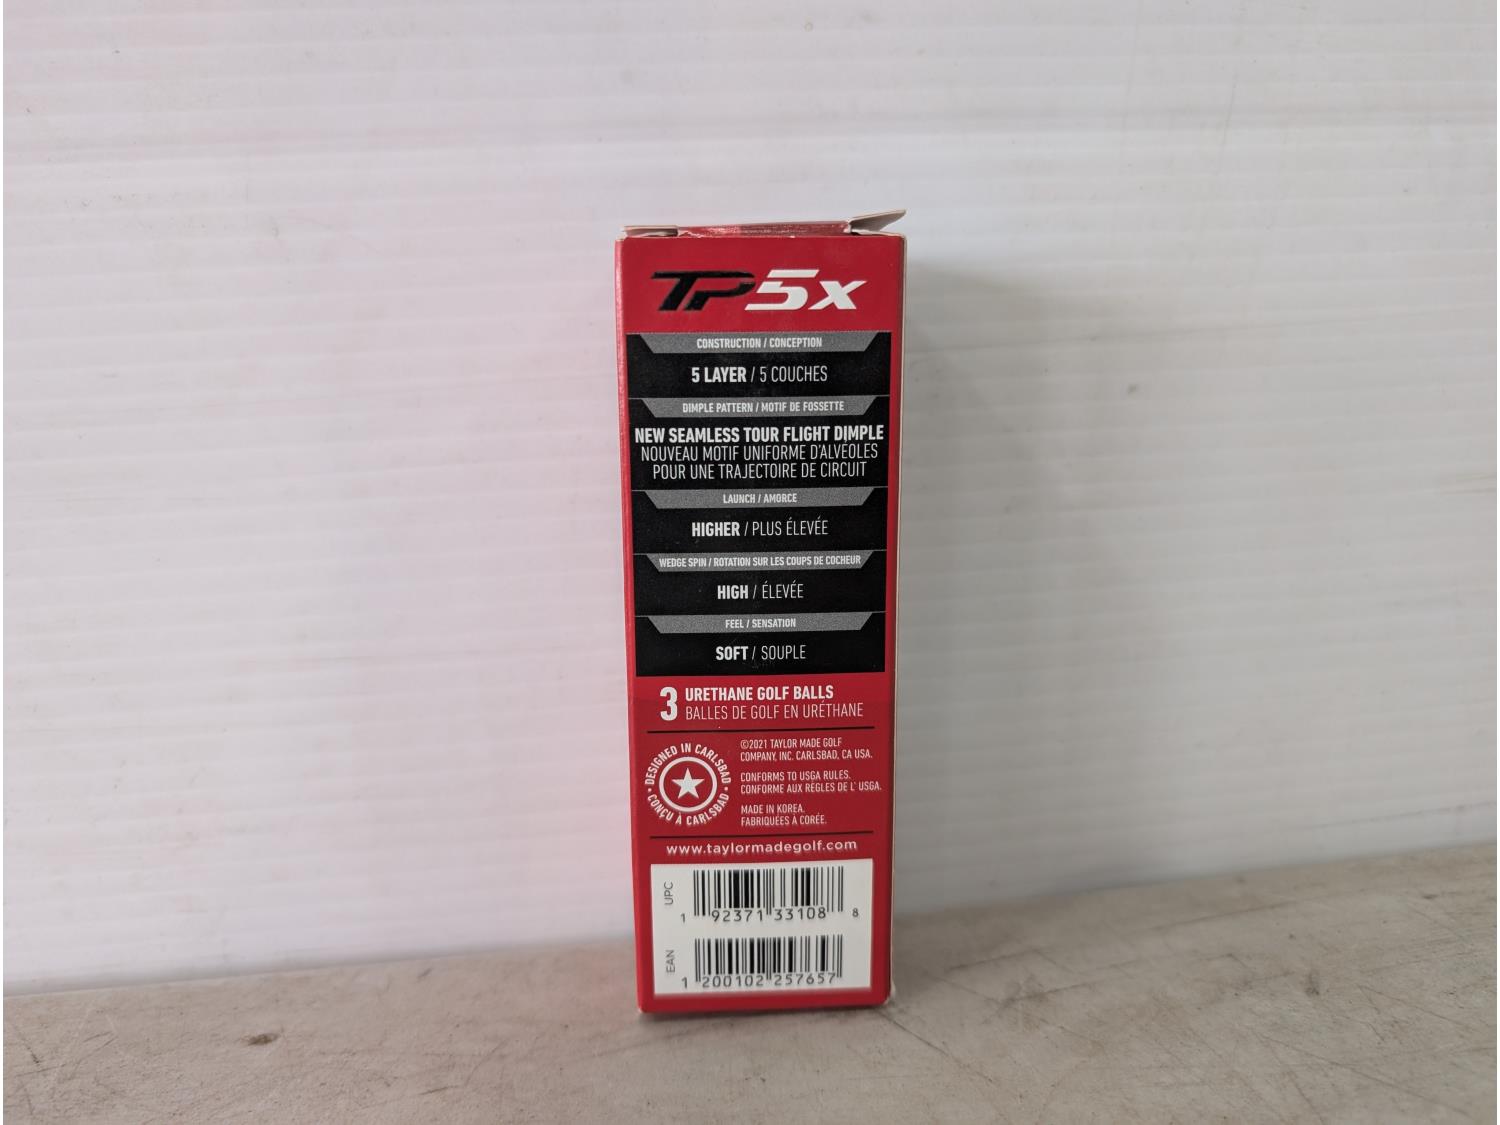 TP5x
CONSTRUCTION / CONCEPTION
5 LAYER / 5 COUCHES
DIMPLE PATTERN / MOTIF DE FOSSETTE
NEW SEAMLESS TOUR FLIGHT DIMPLE
NOUVEAU MOTIF UNIFORME D'ALVÉOLES
POUR UNE TRAJECTOIRE DE CIRCUIT
LAUNCH / AMORCE
HIGHER / PLUS ÉLEVÉE
WEDGE SPIN / ROTATION SUR LES COUPS DE COCHEUR
HIGH / ÉLEVÉE
FEEL / SENSATION
SOFT / SOUPLE
3 URETHANE GOLF BALLS
BALLES DE GOLF EN URÉTHANE
DESIGNED IN CARLSBAD
• CONÇU À CARLSBAD •
©2021 TAYLOR MADE GOLF
COMPANY, INC. CARLSBAD, CA USA.
CONFORMS TO USGA RULES.
CONFORME AUX RÈGLES DE L' USGA.
MADE IN KOREA.
FABRIQUÉES À CORÉE.
www.taylormadegolf.com
UPC
1 92371 33108 8
EAN
1 200102 257657